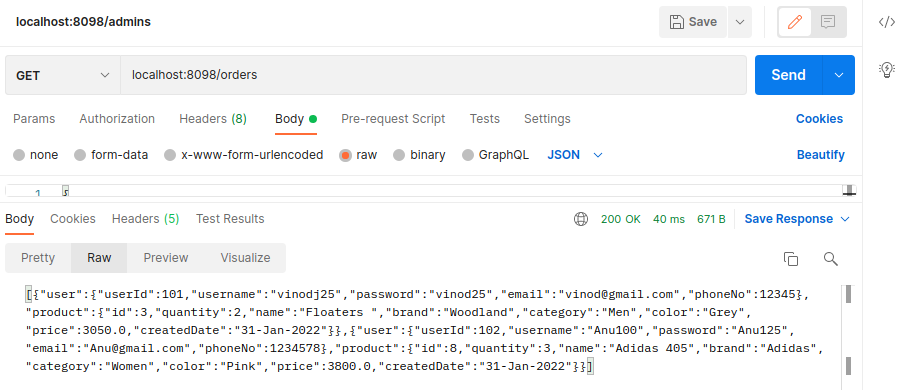 localhost:8098/admins
Save
GET localhost:8098/orders Send
Params Authorization Headers (8) Body Pre-request Script Tests Settings Cookies
none form-data x-www-form-urlencoded raw binary GraphQL JSON Beautify
1 {
Body Cookies Headers (5) Test Results 200 OK 40 ms 671 B Save Response
Pretty Raw Preview Visualize
[{"user":{"userId":101,"username":"vinodj25","password":"vinod25","email":"vinod@gmail.com","phoneNo":12345},
"product":{"id":3,"quantity":2,"name":"Floaters ","brand":"Woodland","category":"Men","color":"Grey",
"price":3050.0,"createdDate":"31-Jan-2022"}},{"user":{"userId":102,"username":"Anu100","password":"Anu125",
"email":"Anu@gmail.com","phoneNo":1234578},"product":{"id":8,"quantity":3,"name":"Adidas 405","brand":"Adidas",
"category":"Women","color":"Pink","price":3800.0,"createdDate":"31-Jan-2022"}}]